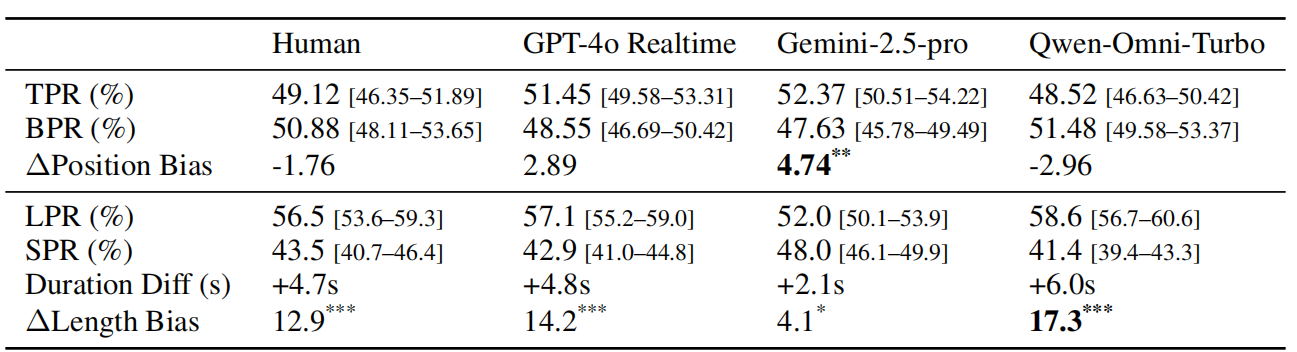 Human GPT-4o Realtime Gemini-2.5-pro Qwen-Omni-Turbo
TPR (%) 49.12 [46.35–51.89] 51.45 [49.58–53.31] 52.37 [50.51–54.22] 48.52 [46.63–50.42]
BPR (%) 50.88 [48.11–53.65] 48.55 [46.69–50.42] 47.63 [45.78–49.49] 51.48 [49.58–53.37]
ΔPosition Bias -1.76 2.89 4.74** -2.96
LPR (%) 56.5 [53.6–59.3] 57.1 [55.2–59.0] 52.0 [50.1–53.9] 58.6 [56.7–60.6]
SPR (%) 43.5 [40.7–46.4] 42.9 [41.0–44.8] 48.0 [46.1–49.9] 41.4 [39.4–43.3]
Duration Diff (s) +4.7s +4.8s +2.1s +6.0s
ΔLength Bias 12.9*** 14.2*** 4.1* 17.3***